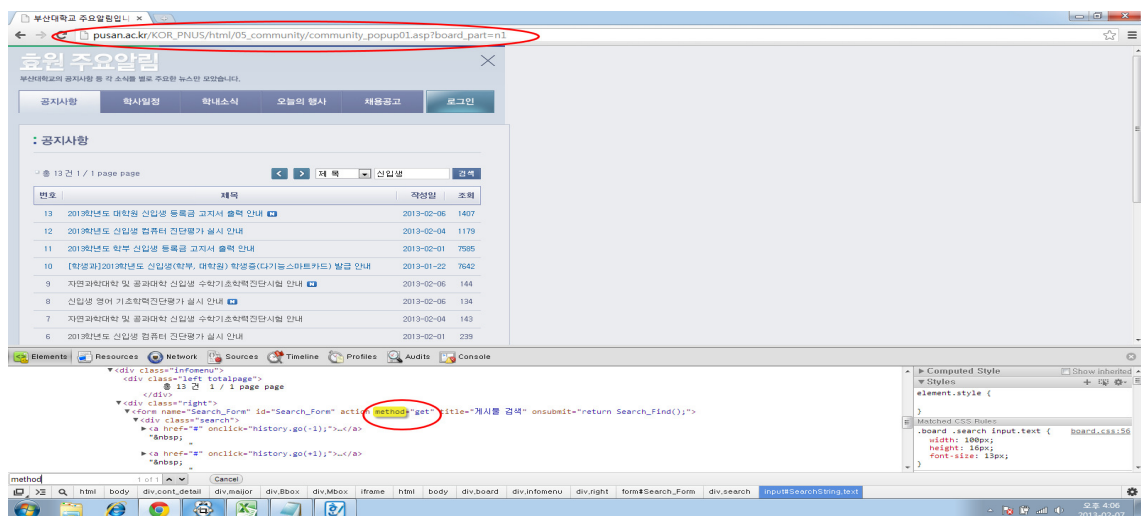 부산대학교 주요알림입니
pusan.ac.kr/KOR_PNUS/html/05_community/community_popup01.asp?board_part=n1
효원 주요알림
부산대학교의 공지사항 등 각 소식들 별로 주요한 뉴스만 모았습니다.
공지사항 학사일정 학내소식 오늘의 행사 채용공고 로그인
공지사항
총 13건 1 / 1 page page < > 제 목 신입생 검색
번호 제목 작성일 조회
13 2013학년도 대학원 신입생 등록금 고지서 출력 안내 N 2013-02-06 1407
12 2013학년도 신입생 컴퓨터 진단평가 실시 안내 2013-02-04 1179
11 2013학년도 학부 신입생 등록금 고지서 출력 안내 2013-02-01 7585
10 [학생과]2013학년도 신입생(학부, 대학원) 학생증(다기능스마트카드) 발급 안내 2013-01-22 7642
9 자연과학대학 및 공과대학 신입생 수학기초학력진단시험 안내 N 2013-02-06 144
8 신입생 영어 기초학력진단평가 실시 안내 N 2013-02-06 134
7 자연과학대학 및 공과대학 신입생 수학기초학력진단시험 안내 2013-02-04 143
6 2013학년도 신입생 컴퓨터 진단평가 실시 안내 2013-02-01 239
Elements Resources Network Sources Timeline Profiles Audits Console
▼<div class="infomenu">
<div class="left totalpage">
총 13 건 1 / 1 page page
</div>
▼<div class="right">
▼<form name="Search_Form" id="Search_Form" action method="get" title="게시물 검색" onsubmit="return Search_Find();">
▼<div class="search">
▶<a href="#" onclick="history.go(-1);">…</a>
"&nbsp;
"
▶<a href="#" onclick="history.go(+1);">…</a>
"&nbsp;
▶ Computed Style Show inherited
▼ Styles
element.style {
}
Matched CSS Rules
.board .search input.text { board.css:56
width: 100px;
height: 16px;
font-size: 13px;
}
method 1 of 1 Cancel
html body div.cont_detail div.maijor div.Bbox div.Mbox iframe html body div.board div.infomenu div.right form#Search_Form div.search input#SearchString.text
오후 4:06
2013-02-07